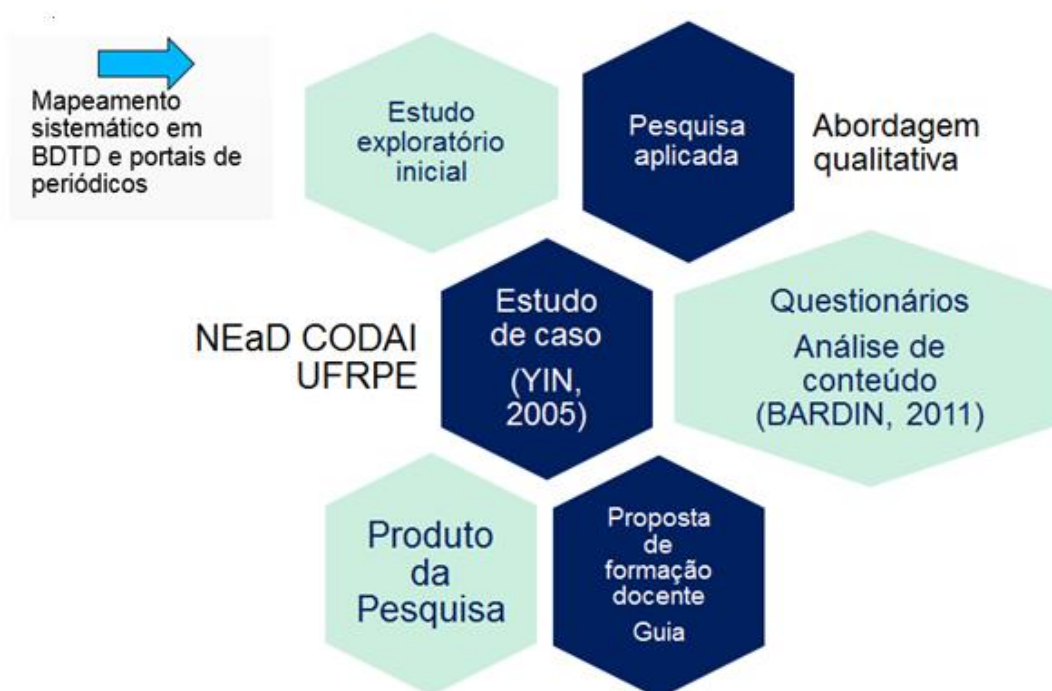 Mapeamento
sistemático em
BDTD e portais de
periódicos
Estudo
exploratório
inicial
Pesquisa
aplicada
Abordagem
qualitativa
NEaD CODAI
UFRPE
Estudo
de caso
(YIN,
2005)
Questionários
Análise de
conteúdo
(BARDIN, 2011)
Produto
da
Pesquisa
Proposta
de
formação
docente
Guia